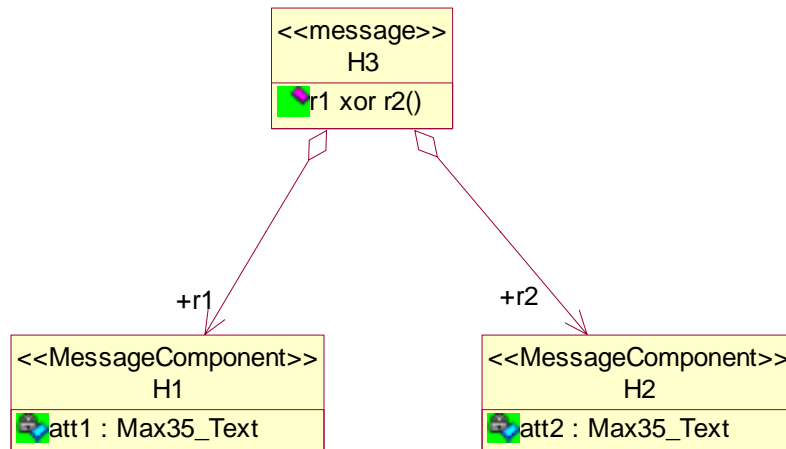 <<message>>
H3
r1 xor r2()
+r1
+r2
<<MessageComponent>>
H1
att1 : Max35_Text
<<MessageComponent>>
H2
att2 : Max35_Text